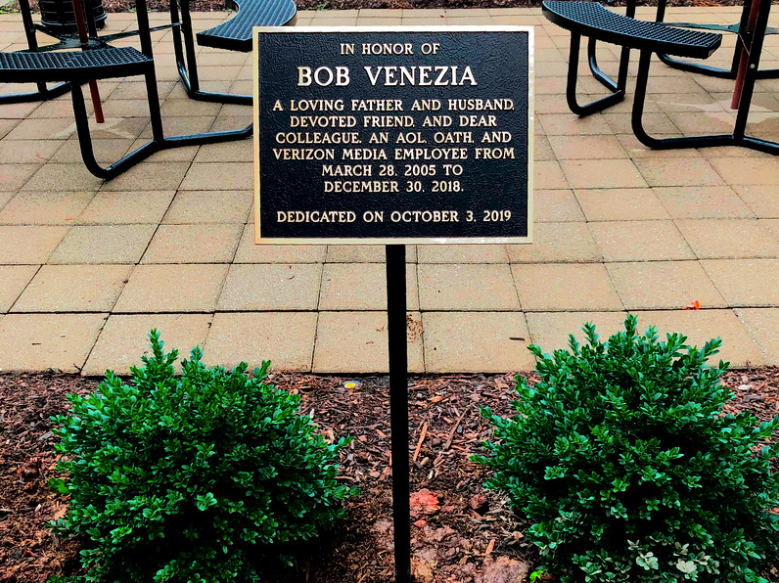 IN HONOR OF
BOB VENEZIA
A LOVING FATHER AND HUSBAND,
DEVOTED FRIEND, AND DEAR
COLLEAGUE. AN AOL, OATH, AND
VERIZON MEDIA EMPLOYEE FROM
MARCH 28, 2005 TO
DECEMBER 30, 2018.
DEDICATED ON OCTOBER 3, 2019